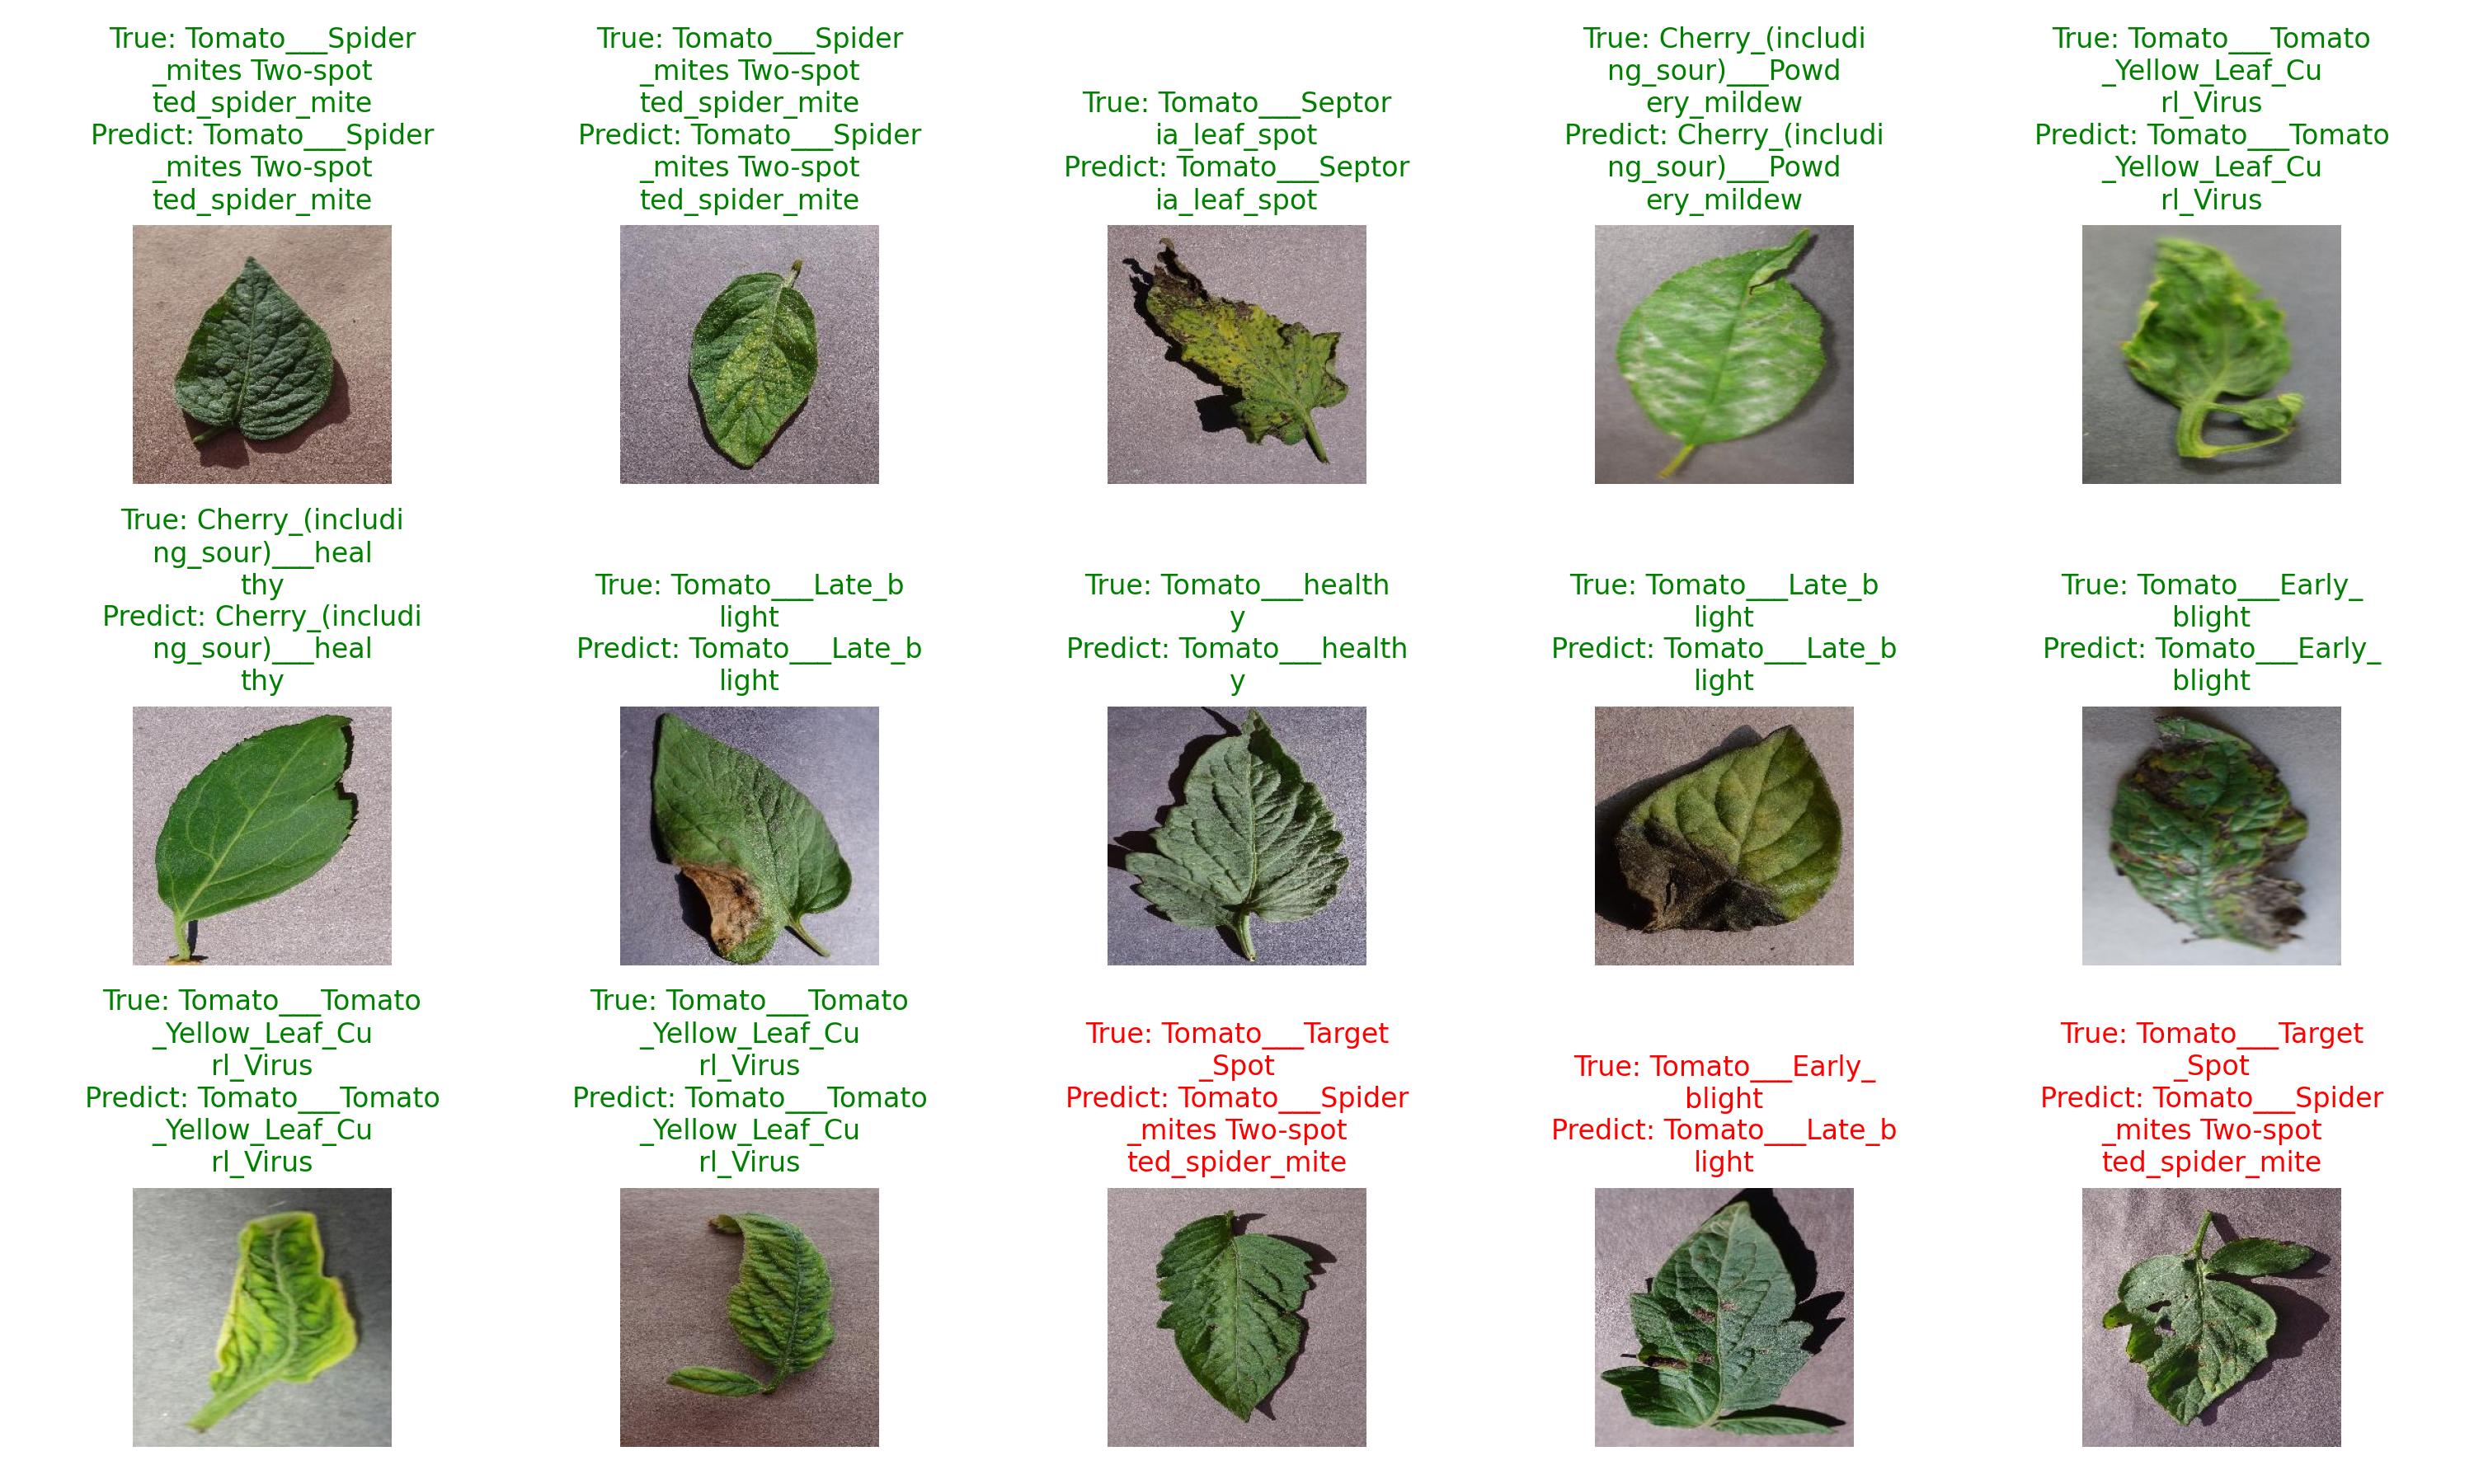 True: Tomato___Spider
_mites Two-spot
ted_spider_mite
Predict: Tomato___Spider
_mites Two-spot
ted_spider_mite
True: Tomato___Spider
_mites Two-spot
ted_spider_mite
Predict: Tomato___Spider
_mites Two-spot
ted_spider_mite
True: Tomato___Septor
ia_leaf_spot
Predict: Tomato___Septor
ia_leaf_spot
True: Cherry_(includi
ng_sour)___Powd
ery_mildew
Predict: Cherry_(includi
ng_sour)___Powd
ery_mildew
True: Tomato___Tomato
_Yellow_Leaf_Cu
rl_Virus
Predict: Tomato___Tomato
_Yellow_Leaf_Cu
rl_Virus
True: Cherry_(includi
ng_sour)___heal
thy
Predict: Cherry_(includi
ng_sour)___heal
thy
True: Tomato___Late_b
light
Predict: Tomato___Late_b
light
True: Tomato___health
y
Predict: Tomato___health
y
True: Tomato___Late_b
light
Predict: Tomato___Late_b
light
True: Tomato___Early_
blight
Predict: Tomato___Early_
blight
True: Tomato___Tomato
_Yellow_Leaf_Cu
rl_Virus
Predict: Tomato___Tomato
_Yellow_Leaf_Cu
rl_Virus
True: Tomato___Tomato
_Yellow_Leaf_Cu
rl_Virus
Predict: Tomato___Tomato
_Yellow_Leaf_Cu
rl_Virus
True: Tomato___Target
_Spot
Predict: Tomato___Spider
_mites Two-spot
ted_spider_mite
True: Tomato___Early_
blight
Predict: Tomato___Late_b
light
True: Tomato___Target
_Spot
Predict: Tomato___Spider
_mites Two-spot
ted_spider_mite